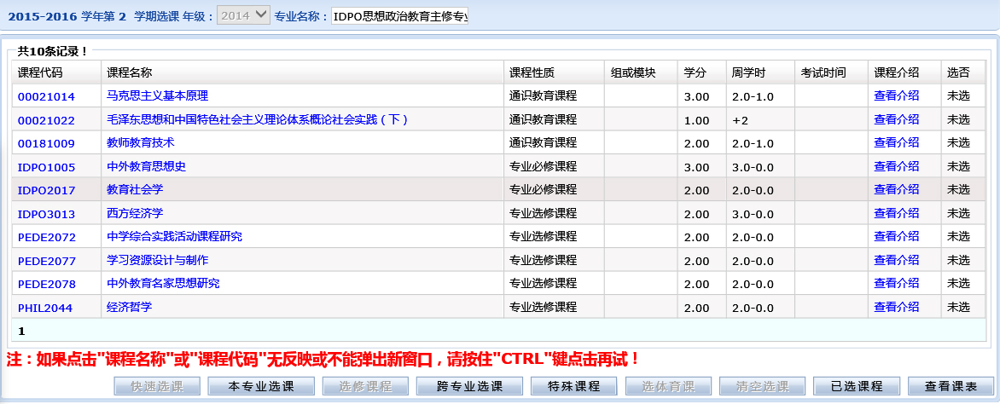 2015-2016 学年第 2 学期选课 年级： 2014 专业名称： IDPO思想政治教育主修专业
共10条记录！
课程代码 课程名称 课程性质 组或模块 学分 周学时 考试时间 课程介绍 选否
00021014 马克思主义基本原理 通识教育课程 3.00 2.0-1.0 查看介绍 未选
00021022 毛泽东思想和中国特色社会主义理论体系概论社会实践（下） 通识教育课程 1.00 +2 查看介绍 未选
00181009 教师教育技术 通识教育课程 2.00 2.0-1.0 查看介绍 未选
IDPO1005 中外教育思想史 专业必修课程 3.00 3.0-0.0 查看介绍 未选
IDPO2017 教育社会学 专业必修课程 2.00 2.0-0.0 查看介绍 未选
IDPO3013 西方经济学 专业选修课程 2.00 3.0-0.0 查看介绍 未选
PEDE2072 中学综合实践活动课程研究 专业选修课程 2.00 2.0-0.0 查看介绍 未选
PEDE2077 学习资源设计与制作 专业选修课程 2.00 2.0-0.0 查看介绍 未选
PEDE2078 中外教育名家思想研究 专业选修课程 2.00 2.0-0.0 查看介绍 未选
PHIL2044 经济哲学 专业选修课程 2.00 2.0-0.0 查看介绍 未选
1
注：如果点击"课程名称"或"课程代码"无反映或不能弹出新窗口，请按住"CTRL"键点击再试！
快速选课 本专业选课 选修课程 跨专业选课 特殊课程 选体育课 清空选课 已选课程 查看课表